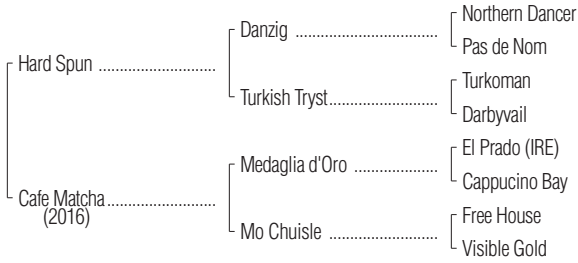 Northern Dancer
Danzig
Pas de Nom
Hard Spun
Turkoman
Turkish Tryst
Darbyvail
El Prado (IRE)
Medaglia d'Oro
Cappucino Bay
Cafe Matcha
(2016)
Free House
Mo Chuisle
Visible Gold